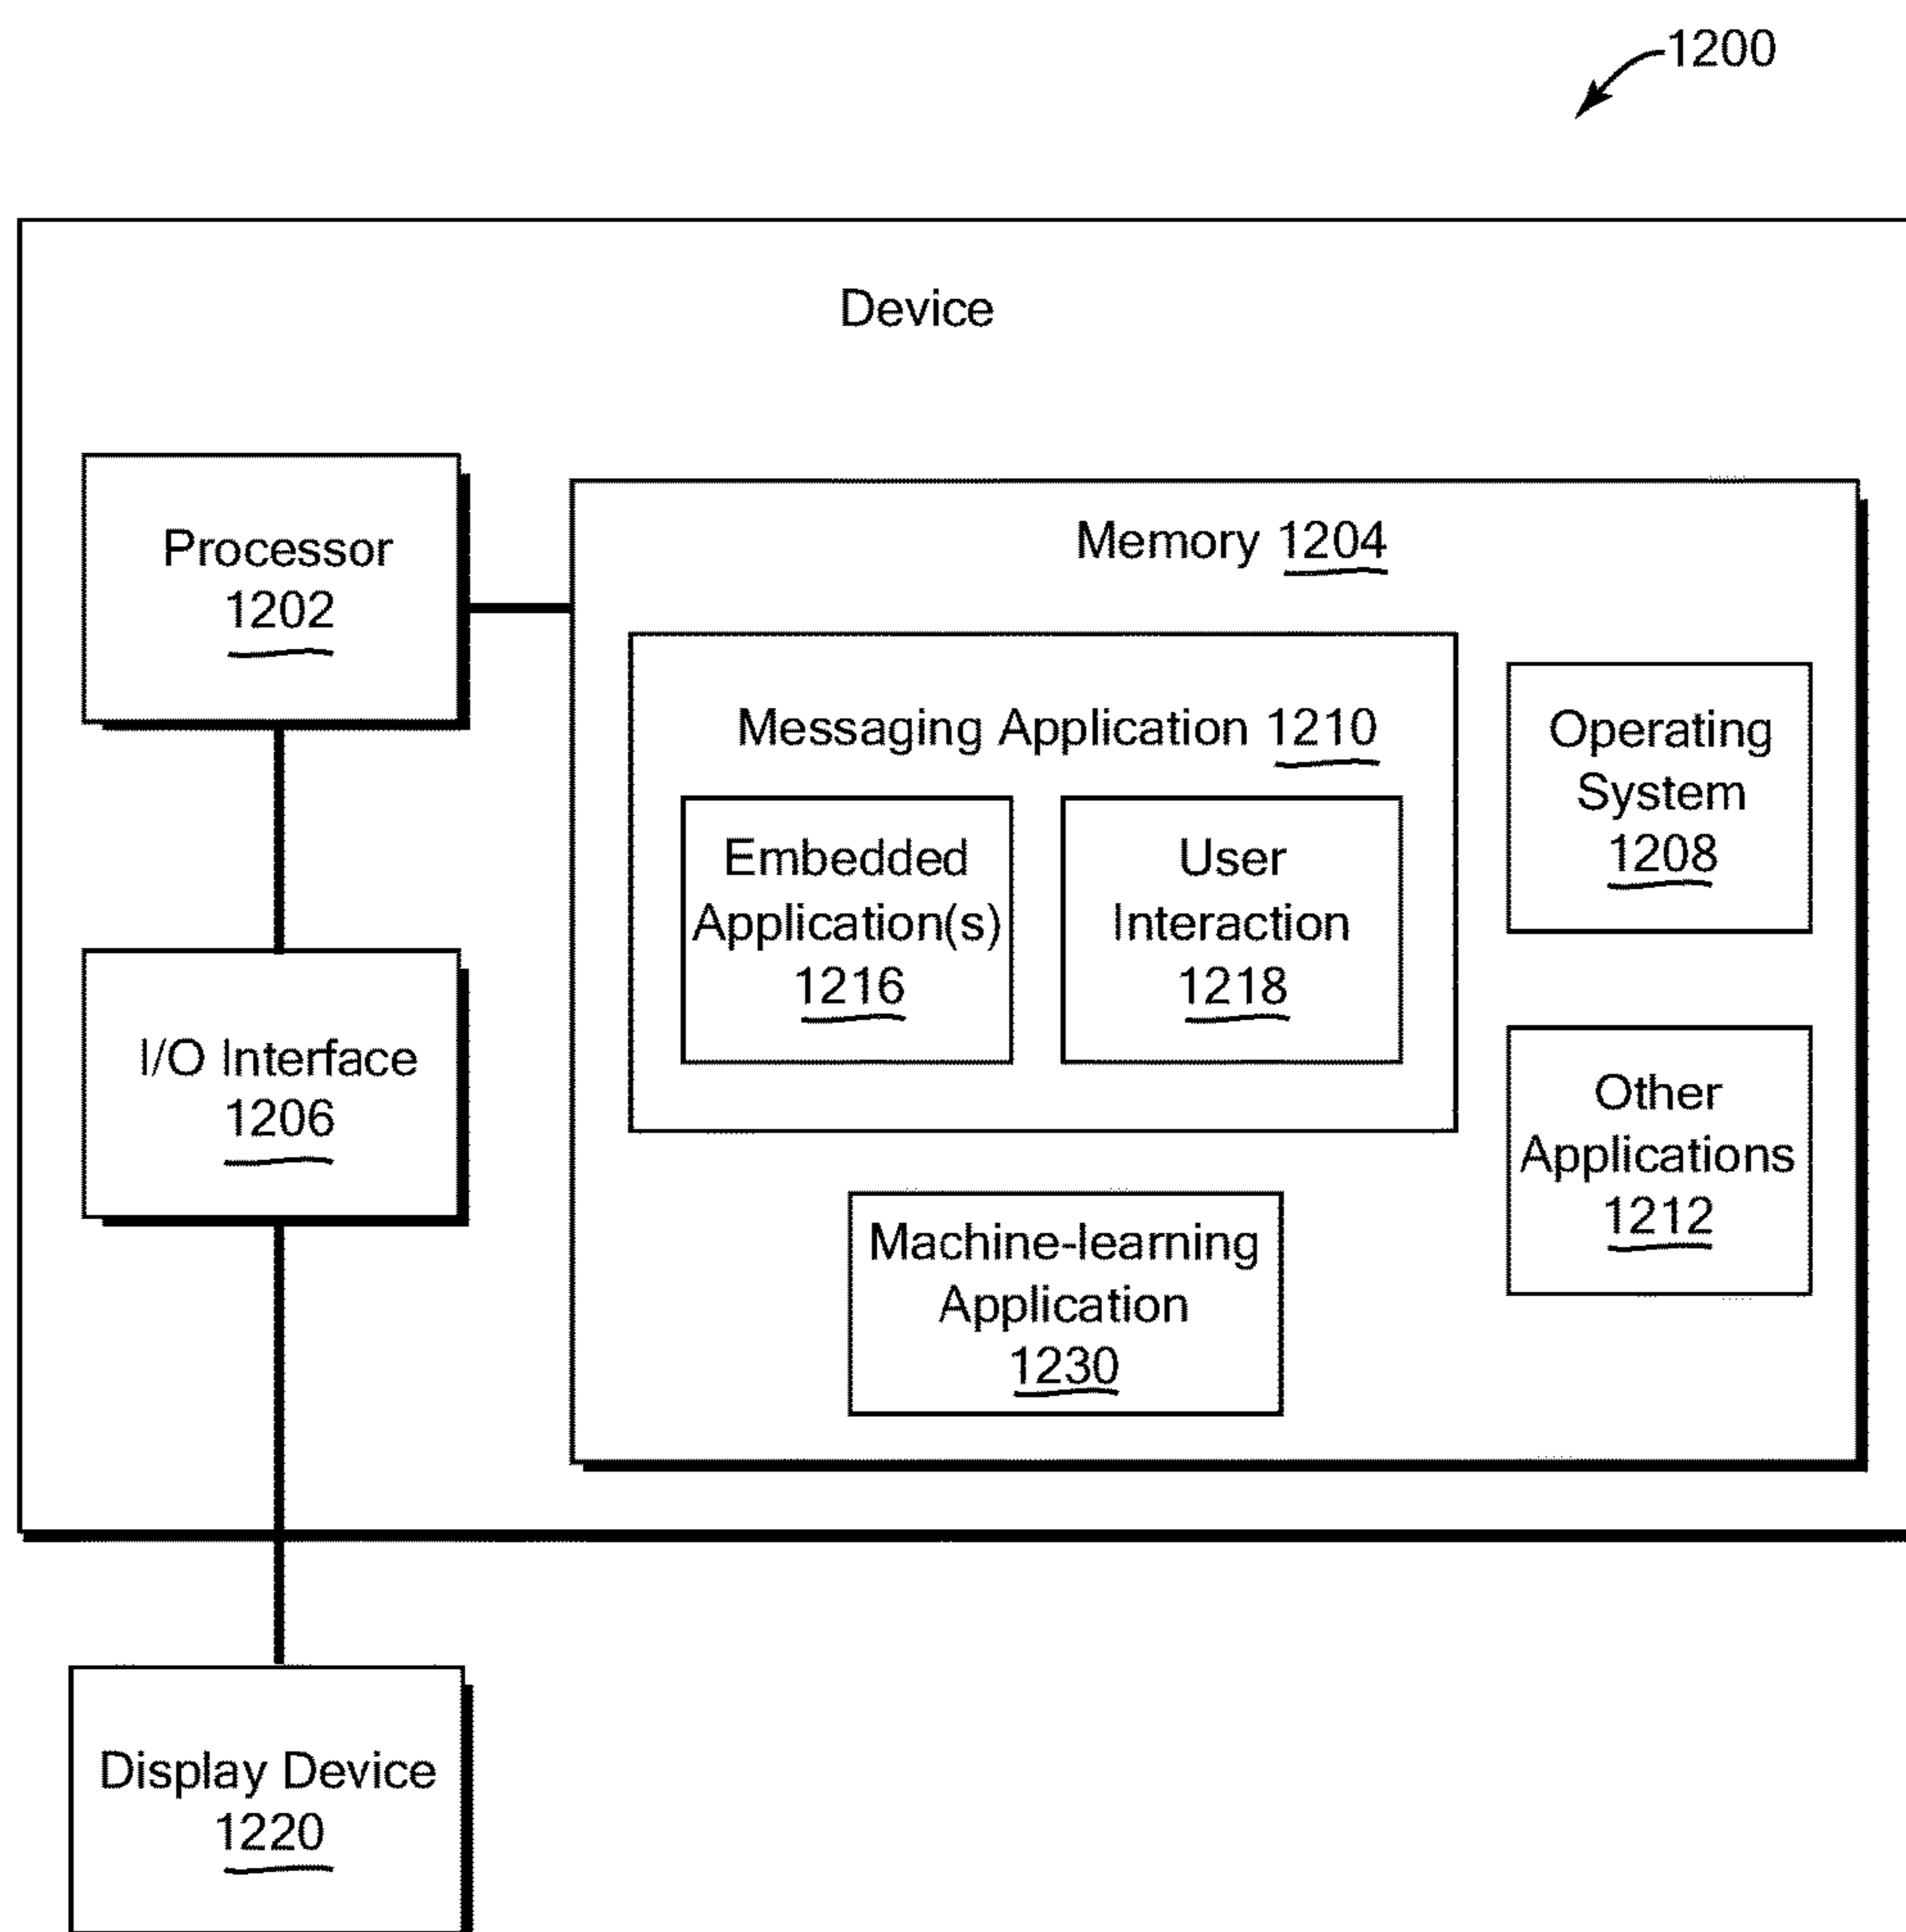 1200
Device
Processor
1202
Memory 1204
Messaging Application 1210
Embedded
Application(s)
1216
User
Interaction
1218
Operating
System
1208
I/O Interface
1206
Other
Applications
1212
Machine-learning
Application
1230
Display Device
1220